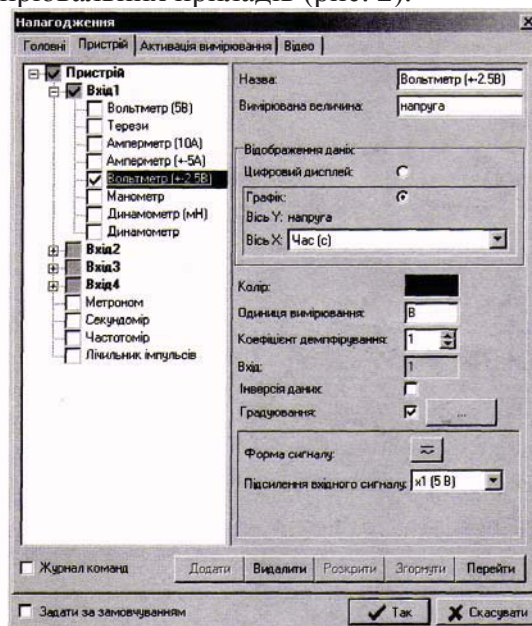 ірювальних приладів (рис. 2).
Налагодження
Головні Пристрій Активація вимірювання Відео
Пристрій
Вхід1
Вольтметр (5В)
Терези
Амперметр (10А)
Амперметр (+-5А)
Вольтметр (+-2.5В)
Манометр
Динамометр (мН)
Динамометр
Вхід2
Вхід3
Вхід4
Метроном
Секундомір
Частотомір
Лічильник імпульсів
Назва: Вольтметр (+-2.5В)
Вимірювана величина: напруга
Відображення даних:
Цифровий дисплей:
Графік:
Вісь Y: напруга
Вісь X: Час (с)
Колір:
Одиниця вимірювання: В
Коефіцієнт демпфірування: 1
Вхід: 1
Інверсія даних:
Градуювання: ...
Форма сигналу:
Підсилення вхідного сигналу: x1 (5 В)
Журнал команд Додати Видалити Розкрити Згорнути Перейти
Задати за замовчуванням Так Скасувати